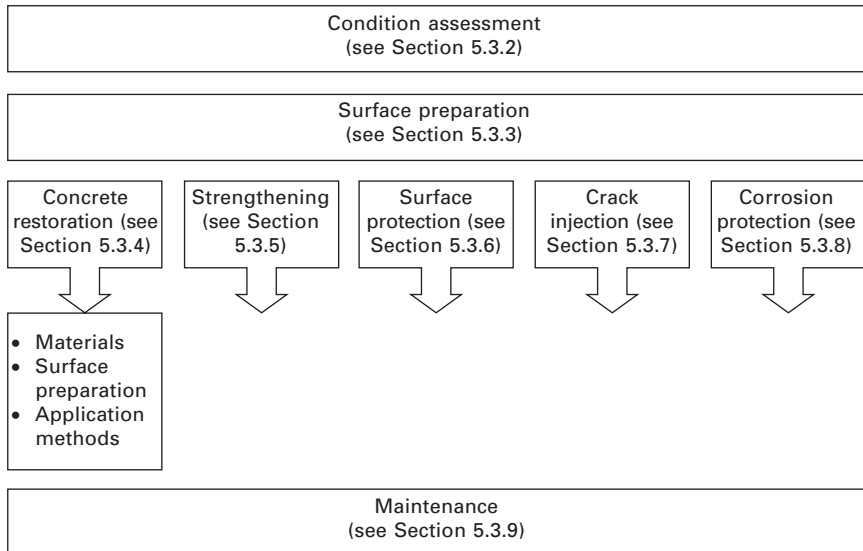 Condition assessment
(see Section 5.3.2)
Surface preparation
(see Section 5.3.3)
Concrete
restoration (see
Section 5.3.4)
Strengthening
(see Section
5.3.5)
Surface
protection (see
Section 5.3.6)
Crack
injection (see
Section 5.3.7)
Corrosion
protection (see
Section 5.3.8)
• Materials
• Surface
preparation
• Application
methods
Maintenance
(see Section 5.3.9)